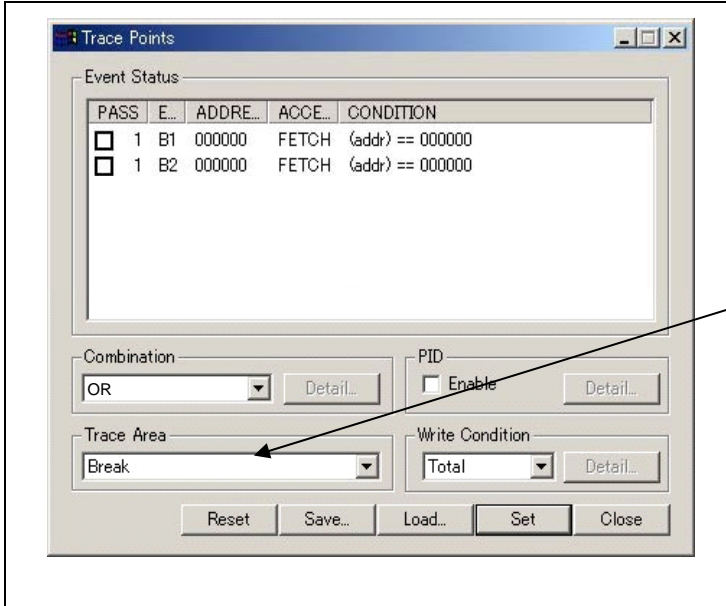 Trace Points
Event Status
PASS E... ADDRE... ACCE... CONDITION
1 B1 000000 FETCH (addr) == 000000
1 B2 000000 FETCH (addr) == 000000
Combination
OR Detail...
PID
Enable Detail...
Trace Area
Break
Write Condition
Total Detail...
Reset Save... Load... Set Close